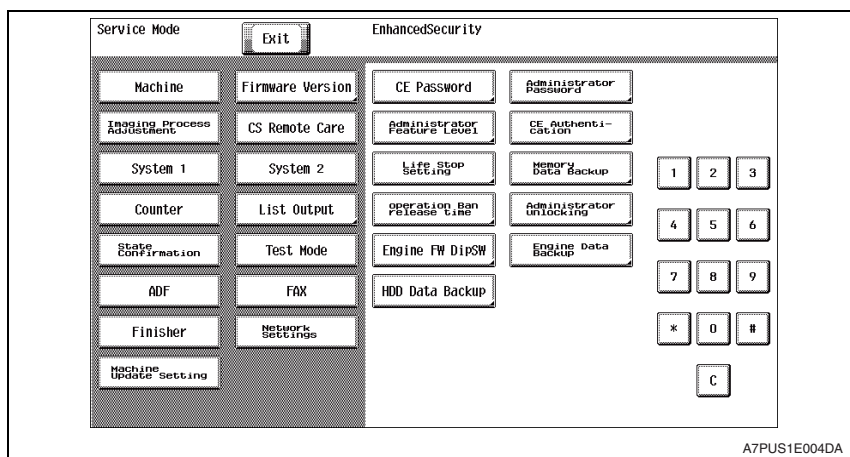 Service Mode
Exit
EnhancedSecurity
Machine
Firmware Version
Imaging Process
Adjustment
CS Remote Care
System 1
System 2
Counter
List Output
State
Confirmation
Test Mode
ADF
FAX
Finisher
Network
Settings
Machine
Update Setting
CE Password
Administrator
Password
Administrator
Feature Level
CE Authenti-
cation
Life Stop
Setting
Memory
Data Backup
operation Ban
release time
Administrator
unlocking
Engine FW DipSW
Engine Data
Backup
HDD Data Backup
1 2 3
4 5 6
7 8 9
* 0 #
C
A7PUS1E004DA